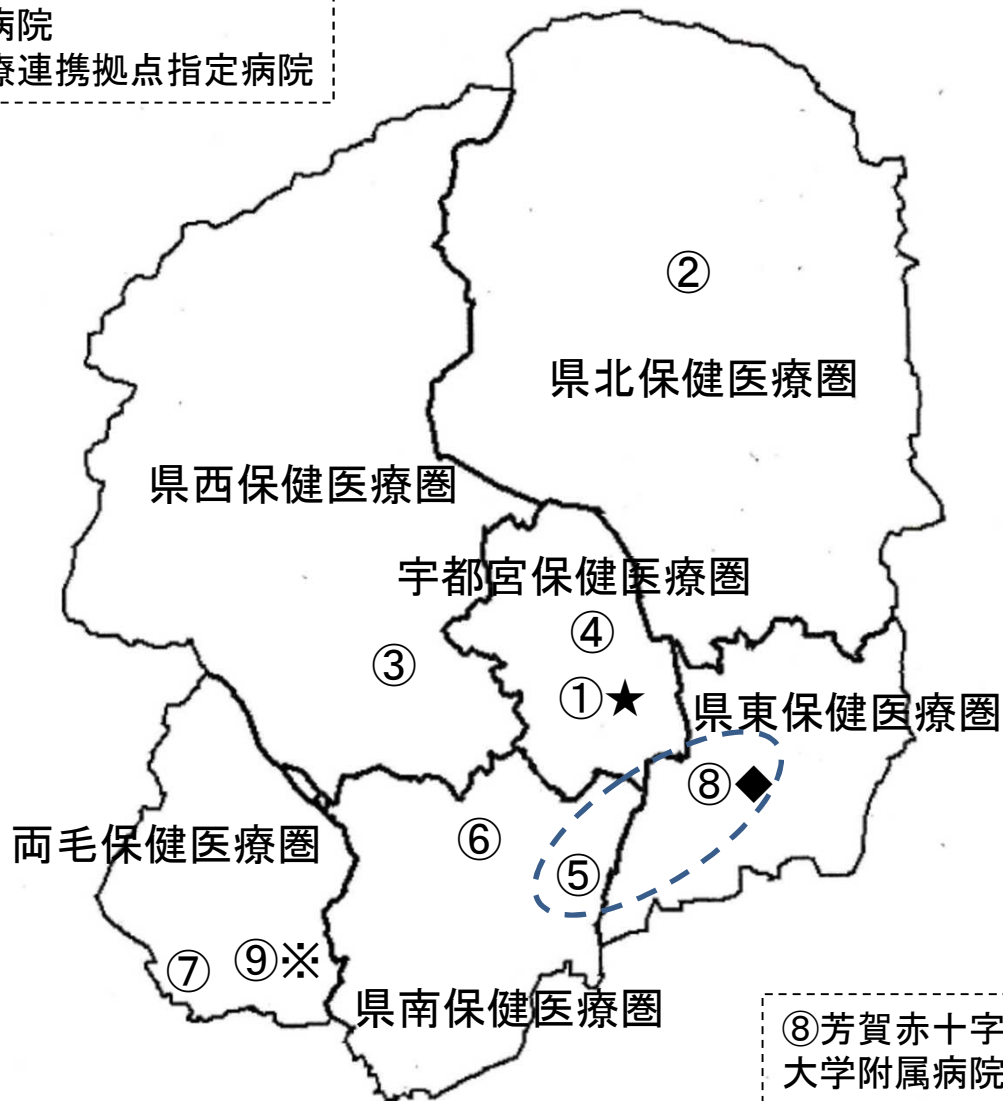 病院
療連携拠点指定病院
②
県北保健医療圏
県西保健医療圏
宇都宮保健医療圏
④
③
①★
県東保健医療圏
⑧◆
⑥
両毛保健医療圏
⑤
⑦
⑨※
県南保健医療圏
⑧芳賀赤十字
大学附属病院